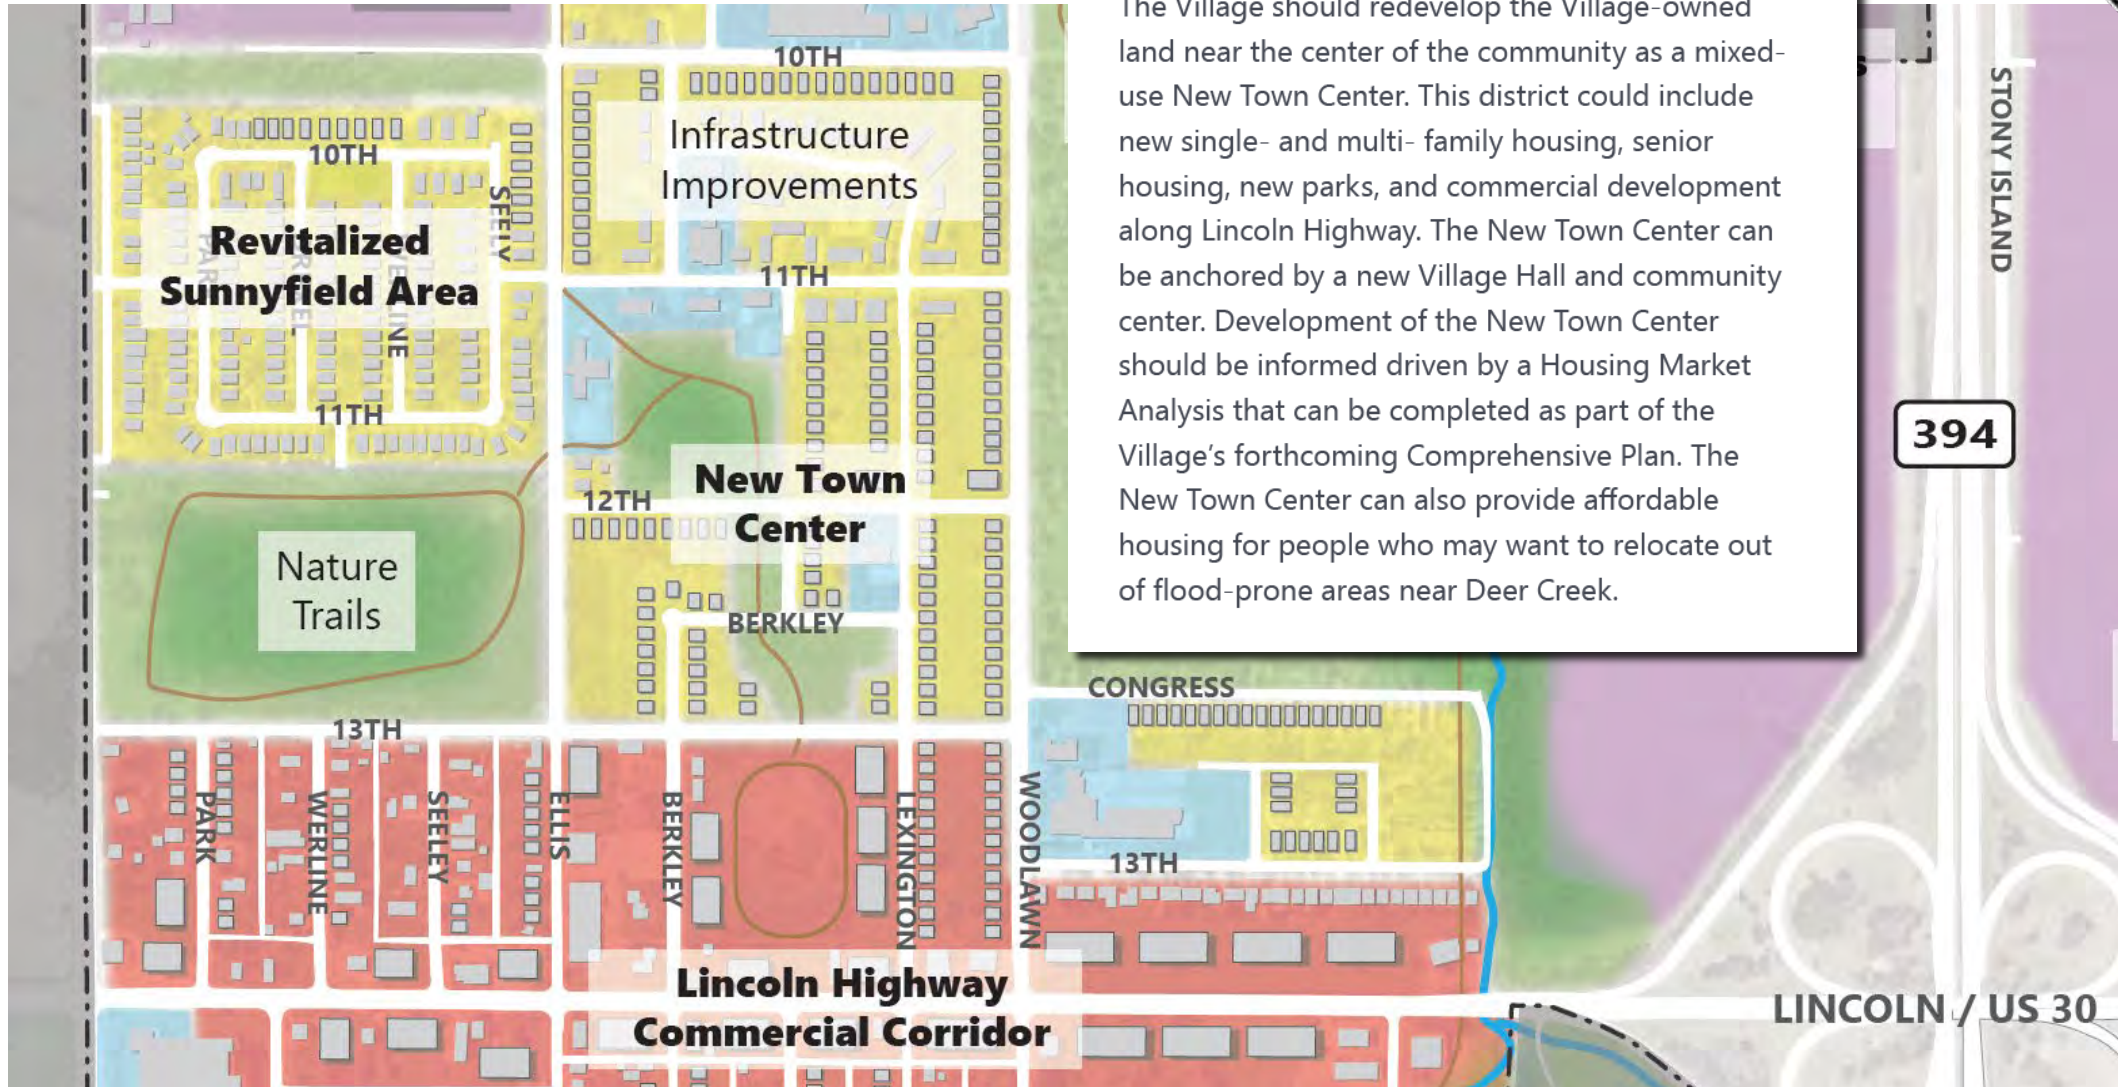 The Village should redevelop the Village-owned
land near the center of the community as a mixed-
use New Town Center. This district could include
new single- and multi- family housing, senior
housing, new parks, and commercial development
along Lincoln Highway. The New Town Center can
be anchored by a new Village Hall and community
center. Development of the New Town Center
should be informed driven by a Housing Market
Analysis that can be completed as part of the
Village’s forthcoming Comprehensive Plan. The
New Town Center can also provide affordable
housing for people who may want to relocate out
of flood-prone areas near Deer Creek.
10TH
Infrastructure
Improvements
10TH
SEELY
Revitalized
Sunnyfield Area
11TH
11TH
New Town
Center
12TH
Nature
Trails
BERKLEY
13TH
CONGRESS
PARK
WERLINE
SEELEY
ELLIS
BERKLEY
LEXINGTON
WOODLAWN
13TH
Lincoln Highway
Commercial Corridor
STONY ISLAND
394
LINCOLN / US 30